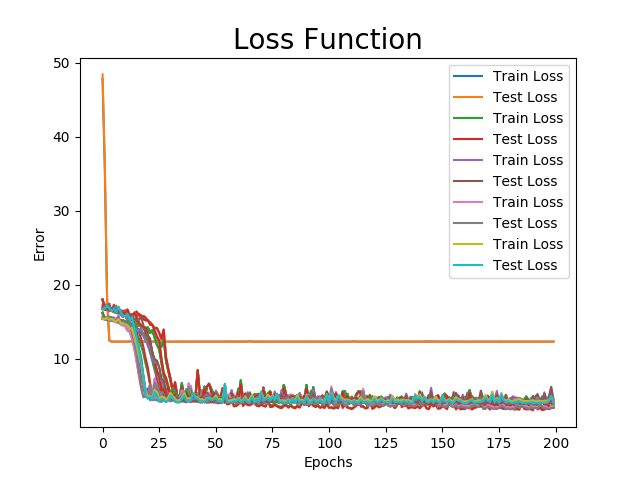 Loss Function
50
40
30
20
10
Error
0
25
50
75
100
125
150
175
200
Epochs
Train Loss
Test Loss
Train Loss
Test Loss
Train Loss
Test Loss
Train Loss
Test Loss
Train Loss
Test Loss